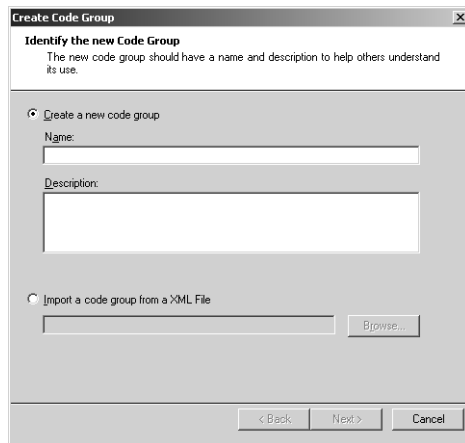 Create Code Group
Identify the new Code Group
The new code group should have a name and description to help others understand
its use.
Create a new code group
Name:
Description:
Import a code group from a XML File
Browse...
< Back
Next >
Cancel